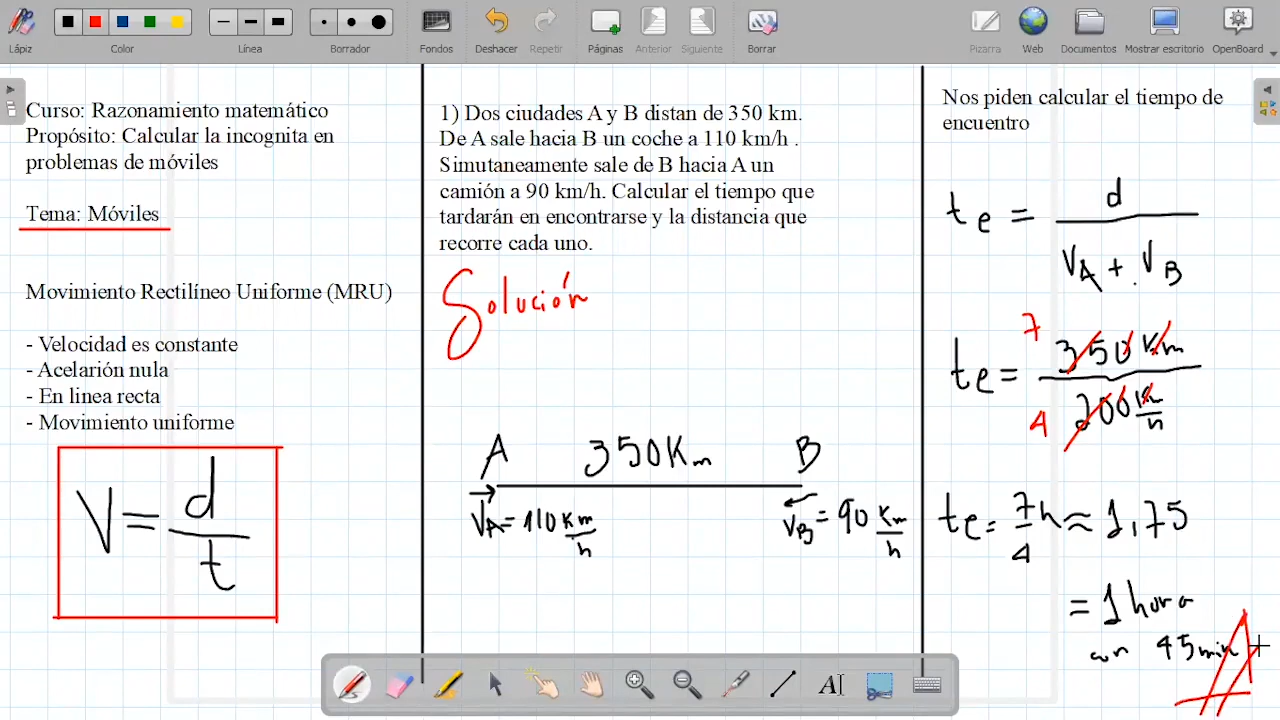 Lápiz
Color
Línea
Borrador
Fondos
Deshacer
Repetir
Páginas
Anterior
Siguiente
Borrar
Pizarra
Web
Documentos
Mostrar escritorio
OpenBoard
Curso: Razonamiento matemático
Propósito: Calcular la incognita en
problemas de móviles
Tema: Móviles
Movimiento Rectilíneo Uniforme (MRU)
- Velocidad es constante
- Acelarión nula
- En linea recta
- Movimiento uniforme
V = d
t
1) Dos ciudades A y B distan de 350 km.
De A sale hacia B un coche a 110 km/h .
Simutaneamente sale de B hacia A un
camión a 90 km/h. Calcular el tiempo que
tardarán en encontrarse y la distancia que
recorre cada uno.
Solución
A 350Km B
VA = 110 Km/h
VB = 90 Km/h
Nos piden calcular el tiempo de
encuentro
te = d
VA + VB
7
te = 350 Km
4 200 Km/h
te = 7/4 h ≈ 1,75
= 1 hora
con 45 min
AI